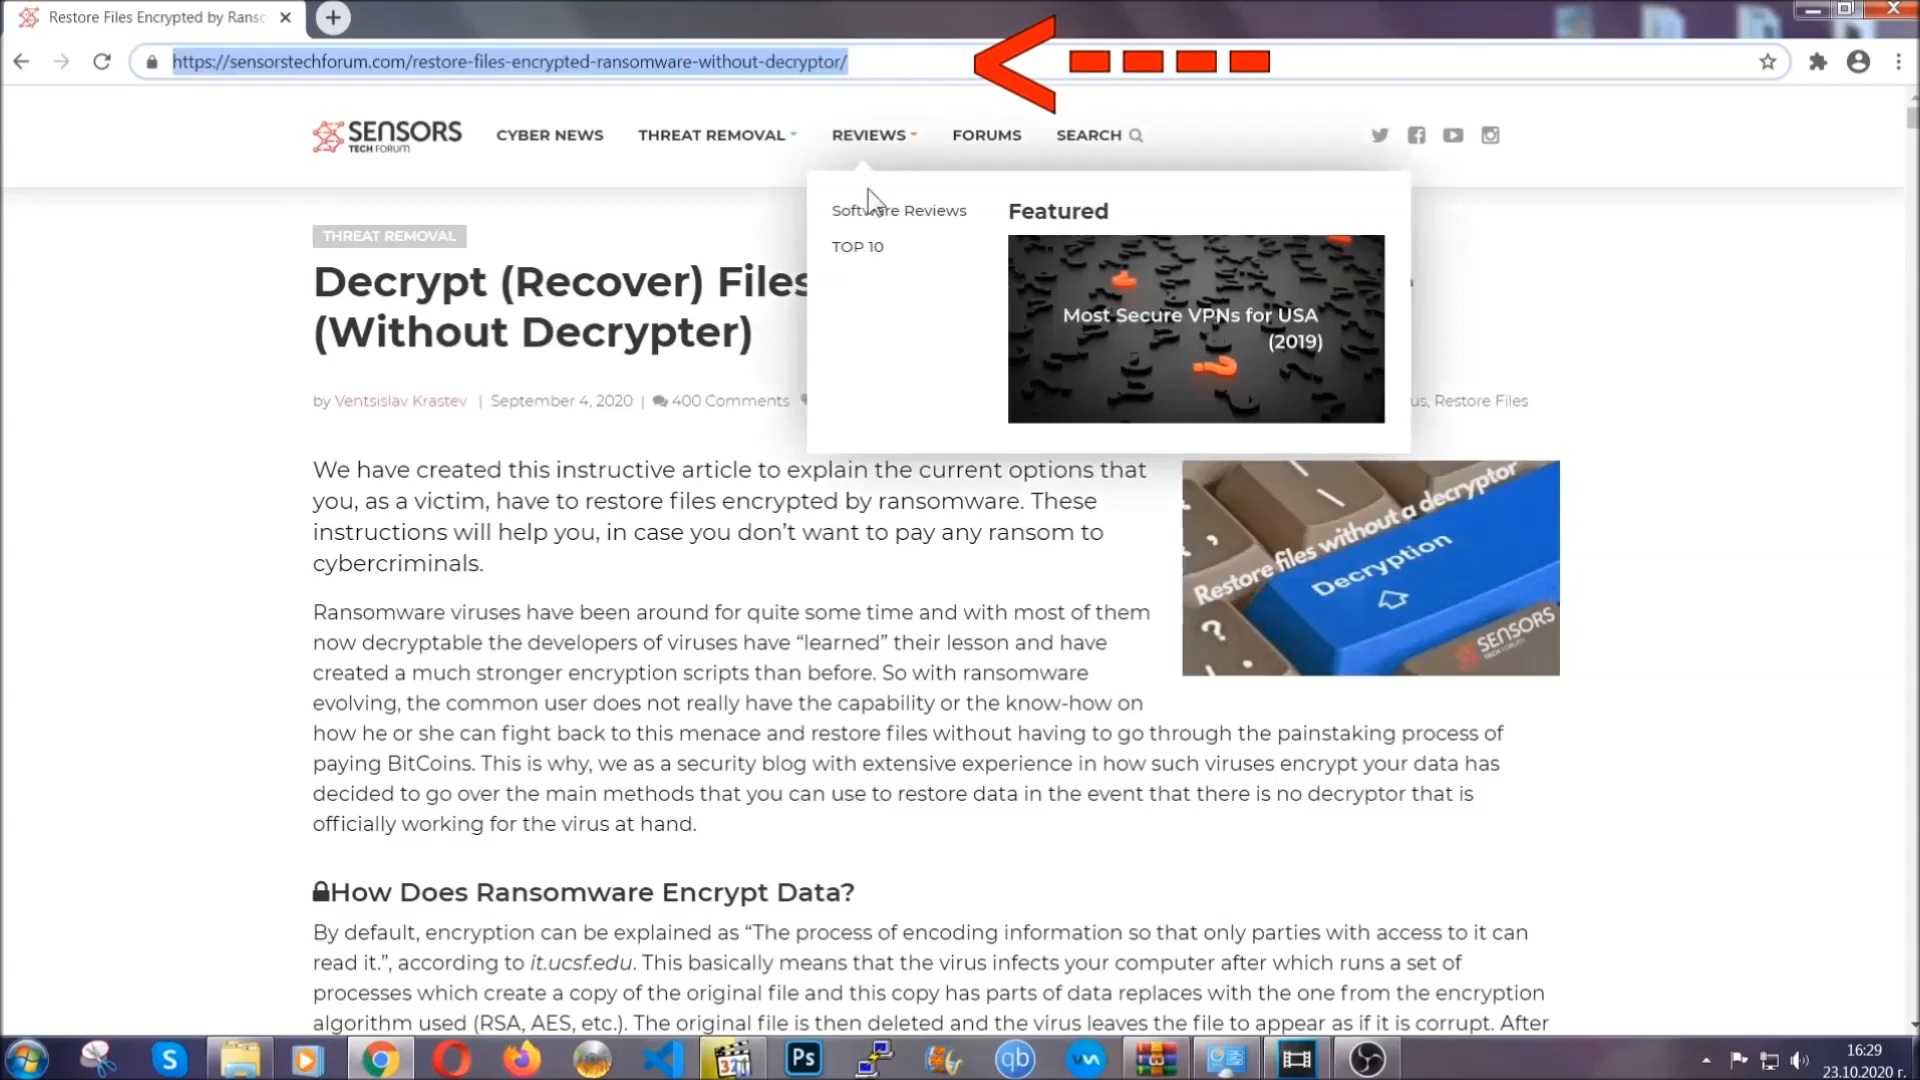 Restore Files Encrypted by Ranso
https://sensorstechforum.com/restore-files-encrypted-ransomware-without-decryptor/
SENSORS
TECH FORUM
CYBER NEWS
THREAT REMOVAL
REVIEWS
FORUMS
SEARCH
Software Reviews
TOP 10
Featured
Most Secure VPNs for USA
(2019)
THREAT REMOVAL
Decrypt (Recover) Files
(Without Decrypter)
by Ventsislav Krastev | September 4, 2020 | 400 Comments
us, Restore Files
We have created this instructive article to explain the current options that
you, as a victim, have to restore files encrypted by ransomware. These
instructions will help you, in case you don’t want to pay any ransom to
cybercriminals.
Restore files without a decryptor
Decryption
SENSORS
TECH FORUM
Ransomware viruses have been around for quite some time and with most of them
now decryptable the developers of viruses have “learned” their lesson and have
created a much stronger encryption scripts than before. So with ransomware
evolving, the common user does not really have the capability or the know-how on
how he or she can fight back to this menace and restore files without having to go through the painstaking process of
paying BitCoins. This is why, we as a security blog with extensive experience in how such viruses encrypt your data has
decided to go over the main methods that you can use to restore data in the event that there is no decryptor that is
officially working for the virus at hand.
How Does Ransomware Encrypt Data?
By default, encryption can be explained as “The process of encoding information so that only parties with access to it can
read it.”, according to it.ucsf.edu. This basically means that the virus infects your computer after which runs a set of
processes which create a copy of the original file and this copy has parts of data replaces with the one from the encryption
algorithm used (RSA, AES, etc.). The original file is then deleted and the virus leaves the file to appear as if it is corrupt. After
S
321
Ps
qb
16:29
23.10.2020 г.